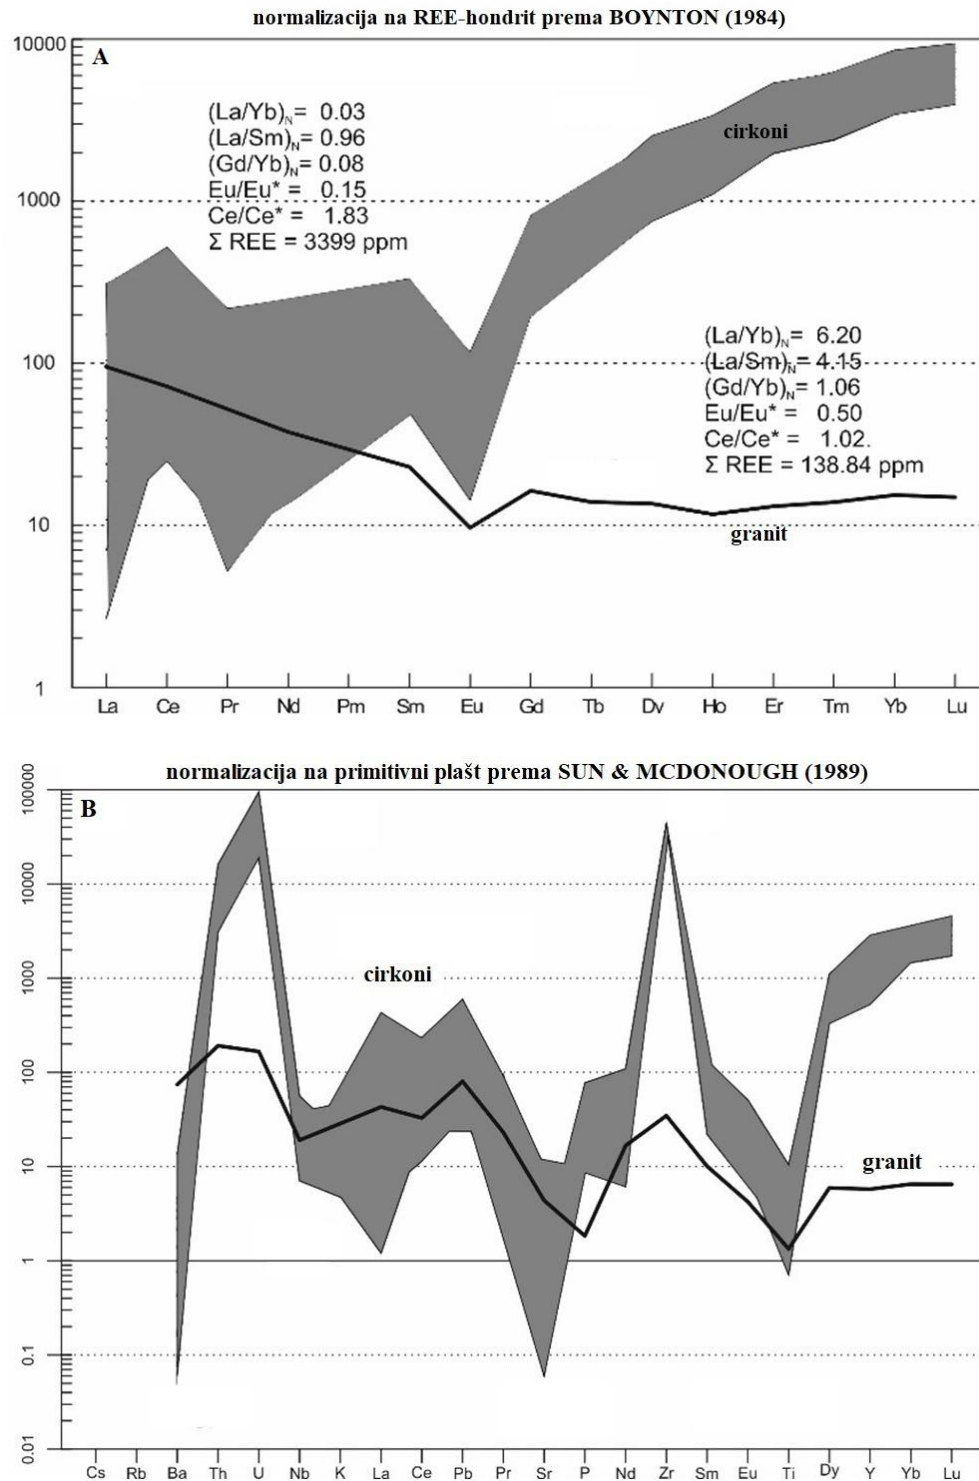 normalizacija na REE-hondrit prema BOYNTON (1984)
10000
A
(La/Yb)N= 0.03
(La/Sm)N= 0.96
(Gd/Yb)N= 0.08
Eu/Eu* = 0.15
Ce/Ce* = 1.83
Σ REE = 3399 ppm
cirkoni
1000
(La/Yb)N= 6.20
(La/Sm)N= 4.15
(Gd/Yb)N= 1.06
Eu/Eu* = 0.50
Ce/Ce* = 1.02.
Σ REE = 138.84 ppm
100
10
granit
1
La Ce Pr Nd Pm Sm Eu Gd Tb Dv Ho Er Tm Yb Lu
normalizacija na primitivni plašt prema SUN & MCDONOUGH (1989)
100000
B
10000
cirkoni
1000
100
granit
10
1
0.1
0.01
Cs Rb Ba Th U Nb K La Ce Pb Pr Sr P Nd Zr Sm Eu Ti Dy Y Yb Lu